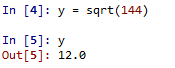 In [4]: y = sqrt(144)
In [5]: y
Out[5]: 12.0